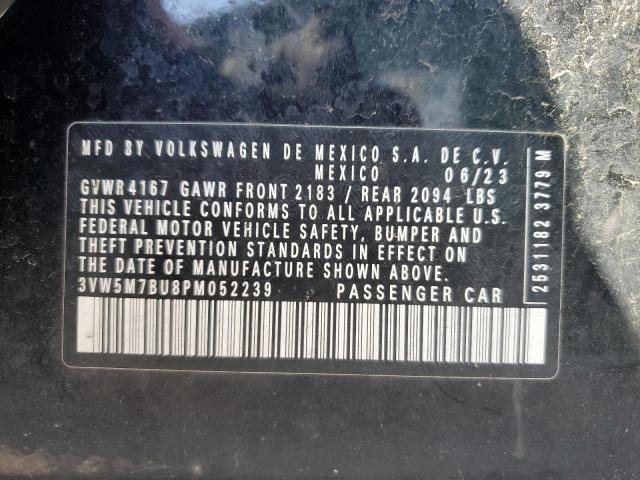 MFD BY VOLKSWAGEN DE MEXICO S.A. DE C.V.
MEXICO 06/23
GVWR 4167 GAWR FRONT 2183 / REAR 2094 LBS
THIS VEHICLE CONFORMS TO ALL APPLICABLE U.S.
FEDERAL MOTOR VEHICLE SAFETY, BUMPER AND
THEFT PREVENTION STANDARDS IN EFFECT ON
THE DATE OF MANUFACTURE SHOWN ABOVE.
3VW5M7BU8PM052239 PASSENGER CAR
2531182 3779 M